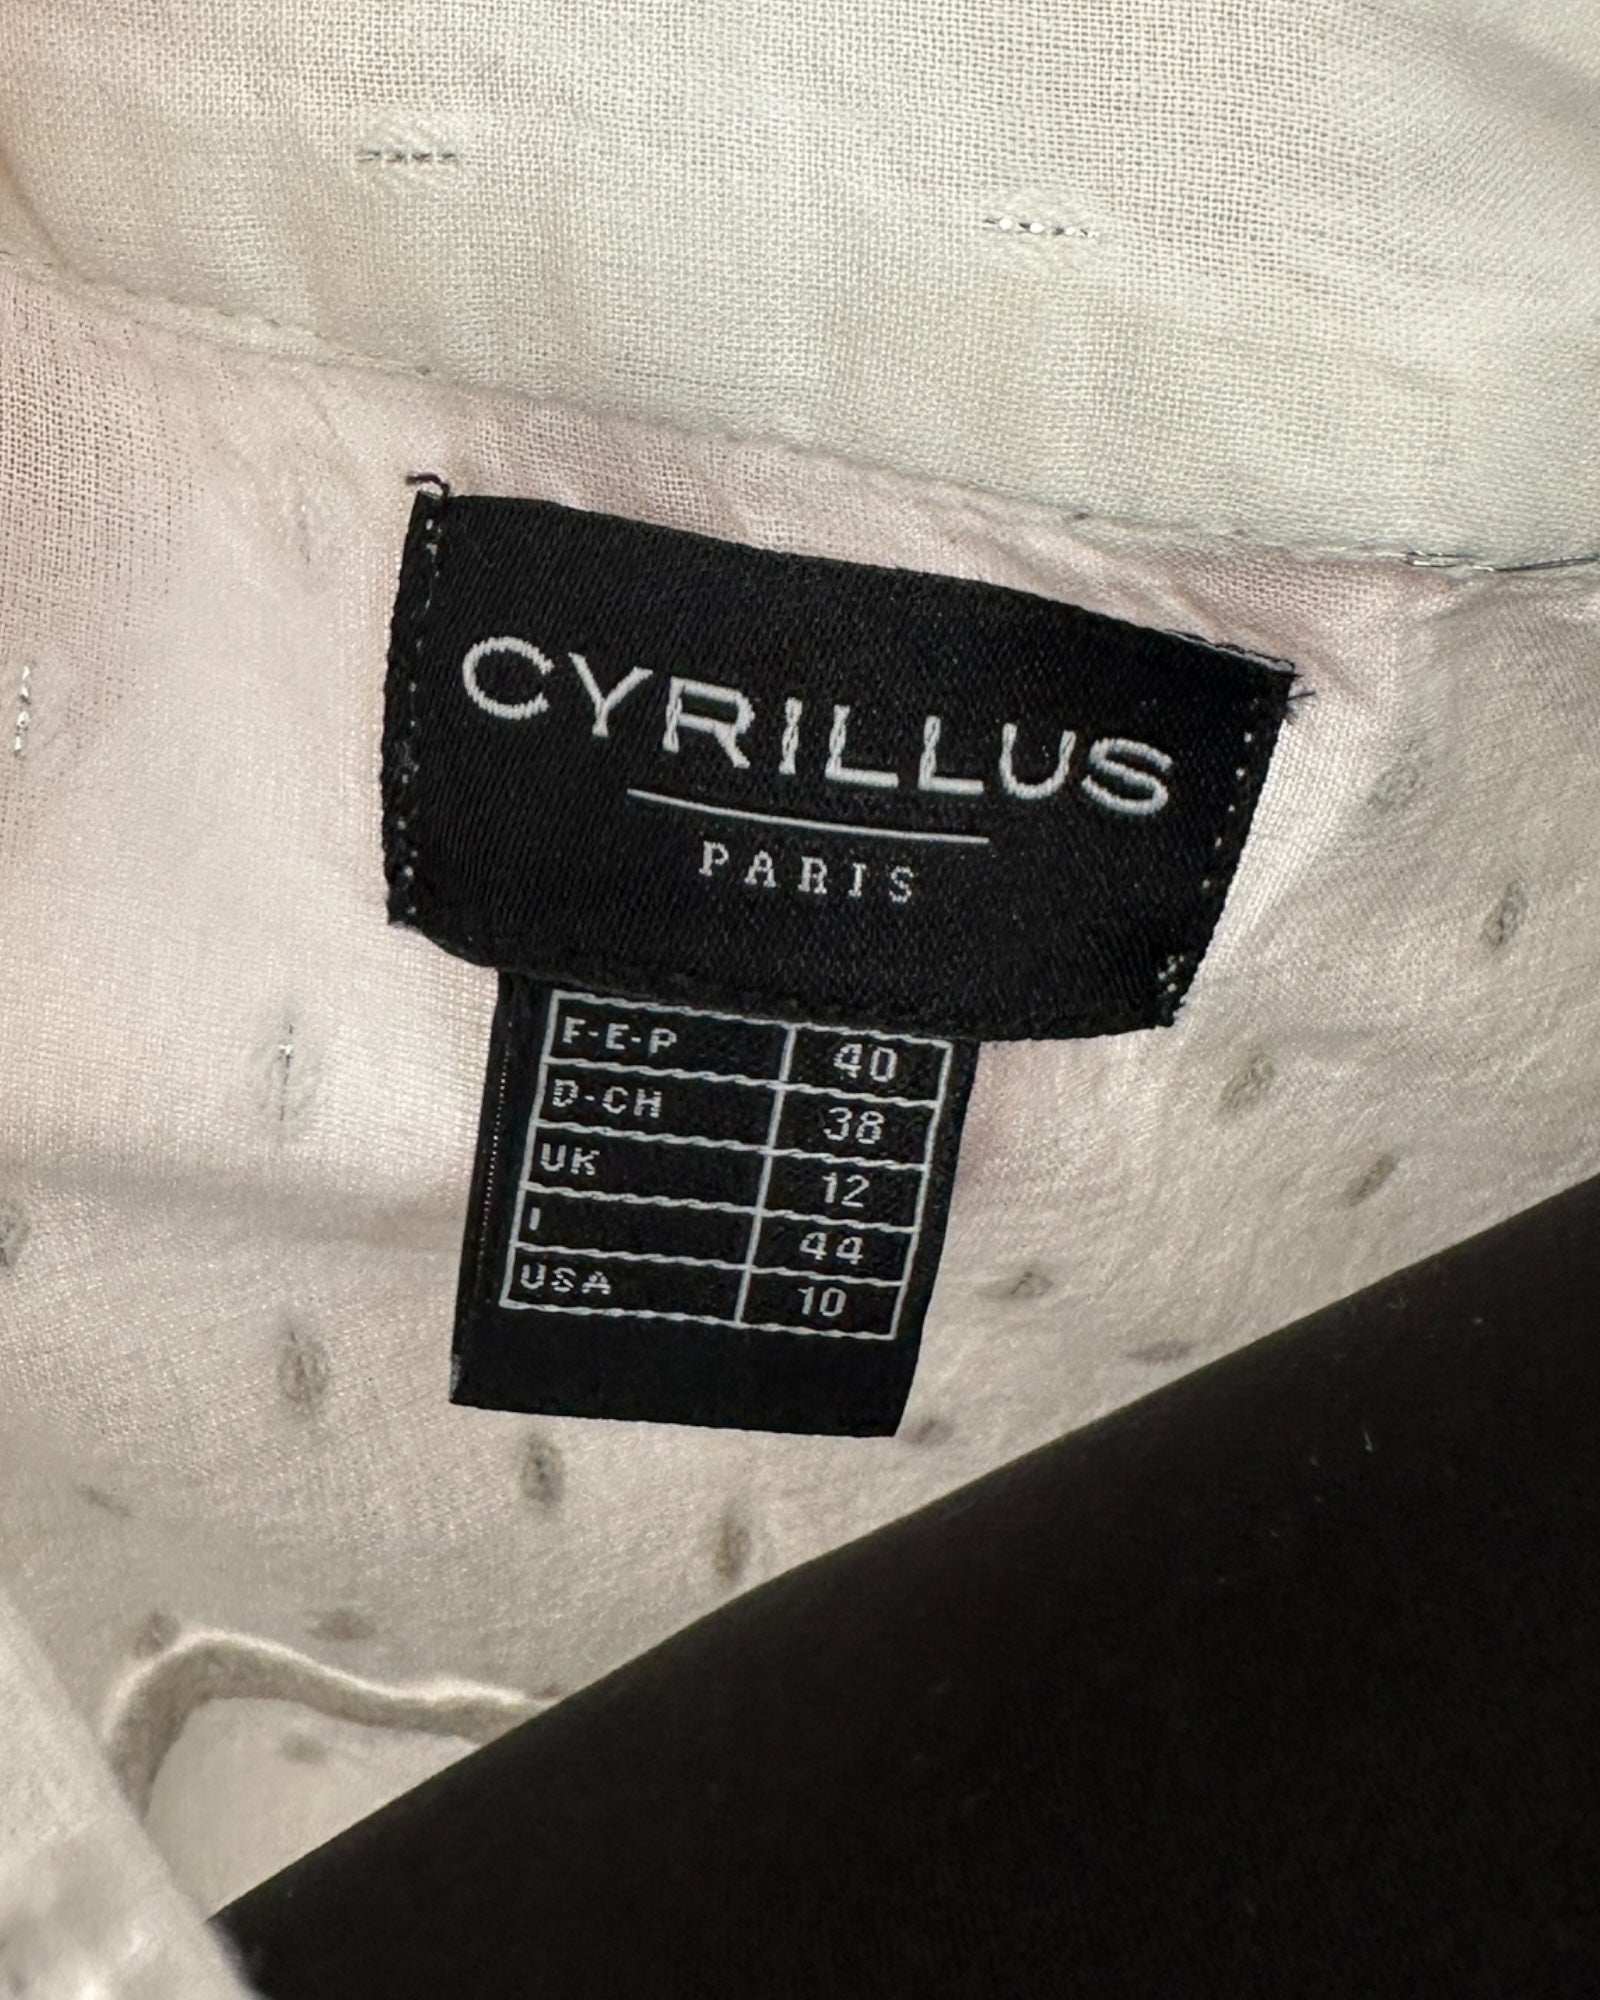 CYRILLUS
PARIS
F-E-P 40
D-CH 38
UK 12
I 44
USA 10